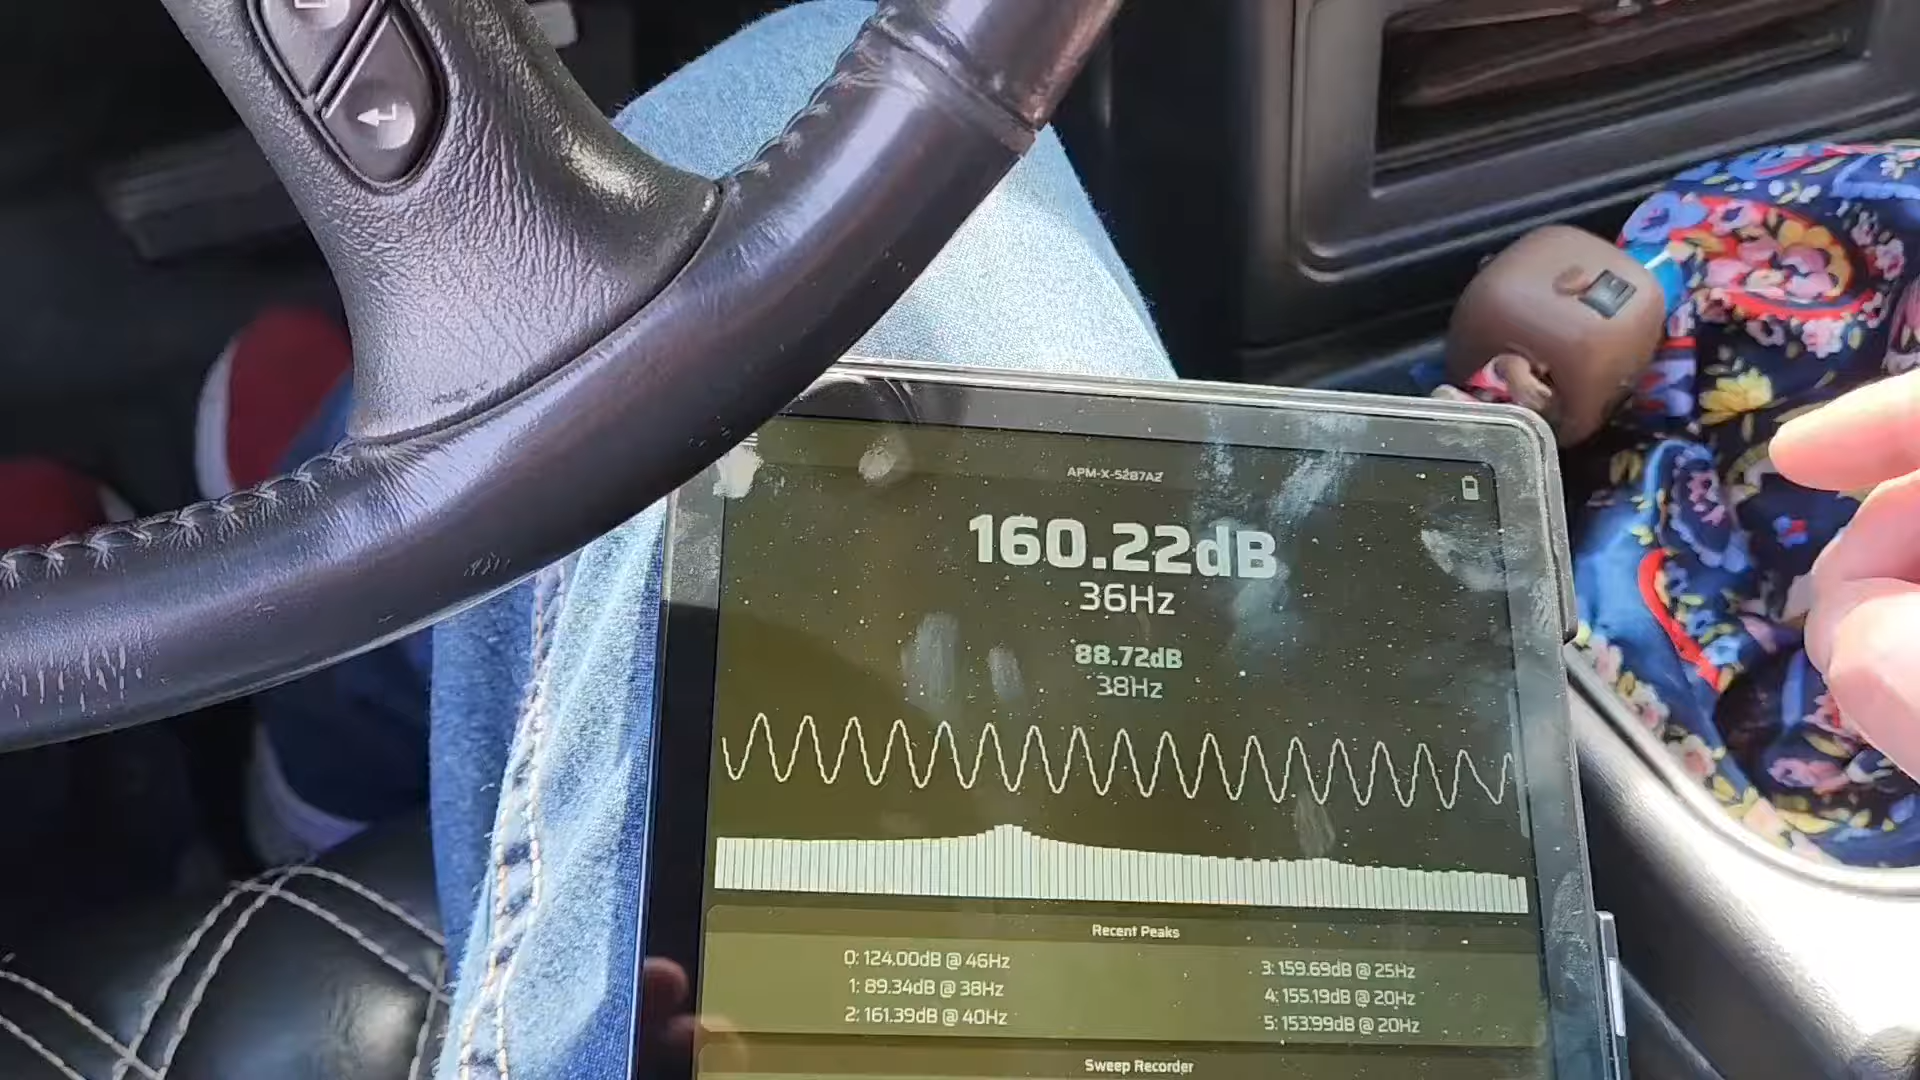 APM-X-52B7A2
160.22dB
36Hz
88.72dB
38Hz
Recent Peaks
0: 124.00dB @ 46Hz
1: 89.34dB @ 38Hz
2: 161.39dB @ 40Hz
3: 159.69dB @ 25Hz
4: 155.19dB @ 20Hz
5: 153.99dB @ 20Hz
Sweep Recorder